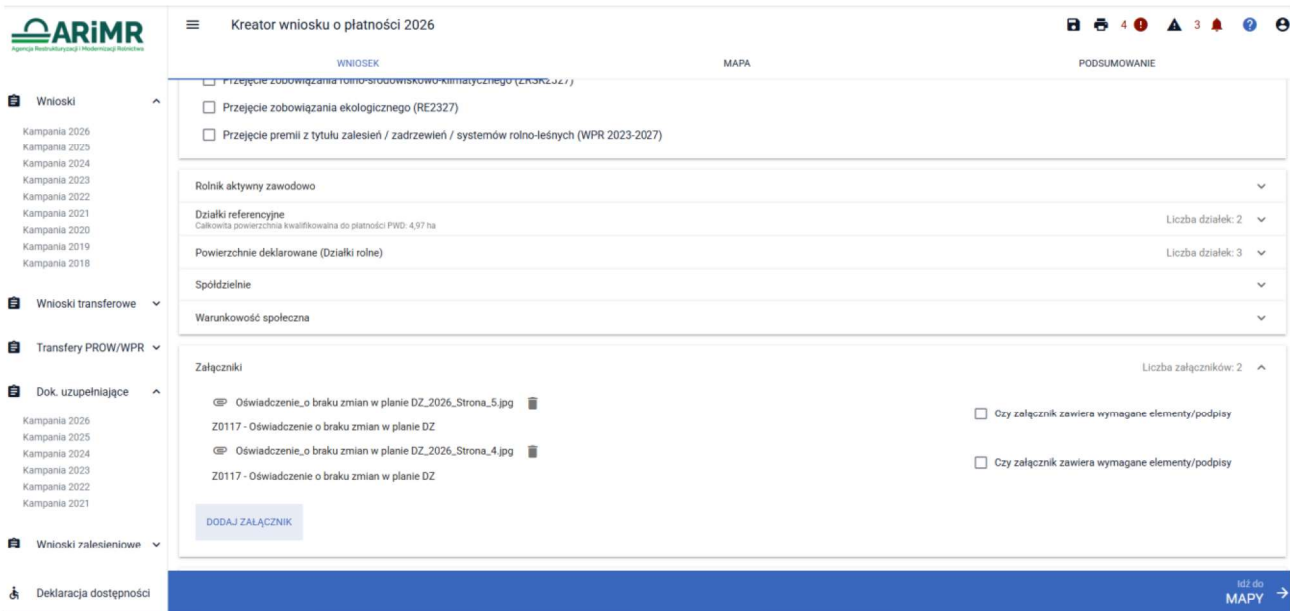 ARiMR
Agencja Restrukturyzacji i Modernizacji Rolnictwa
Kreator wniosku o płatności 2026
4
3
WNIOSEK
MAPA
PODSUMOWANIE
Wnioski
Kampania 2026
Kampania 2025
Kampania 2024
Kampania 2023
Kampania 2022
Kampania 2021
Kampania 2020
Kampania 2019
Kampania 2018
Wnioski transferowe
Transfery PROW/WPR
Dok. uzupełniające
Kampania 2026
Kampania 2025
Kampania 2024
Kampania 2023
Kampania 2022
Kampania 2021
Wnioski zalesieniowe
Deklaracja dostępności
Przejęcie zobowiązania rolno-środowiskowo-klimatycznego (ZRSK2327)
Przejęcie zobowiązania ekologicznego (RE2327)
Przejęcie premii z tytułu zalesień / zadrzewień / systemów rolno-leśnych (WPR 2023-2027)
Rolnik aktywny zawodowo
Działki referencyjne
Całkowita powierzchnia kwalifikowalna do płatności PWD: 4,97 ha
Liczba działek: 2
Powierzchnie deklarowane (Działki rolne)
Liczba działek: 3
Spółdzielnie
Warunkowość społeczna
Załączniki
Liczba załączników: 2
Oświadczenie_o braku zmian w planie DZ_2026_Strona_5.jpg
Z0117 - Oświadczenie o braku zmian w planie DZ
Czy załącznik zawiera wymagane elementy/podpisy
Oświadczenie_o braku zmian w planie DZ_2026_Strona_4.jpg
Z0117 - Oświadczenie o braku zmian w planie DZ
Czy załącznik zawiera wymagane elementy/podpisy
DODAJ ZAŁĄCZNIK
Idź do
MAPY